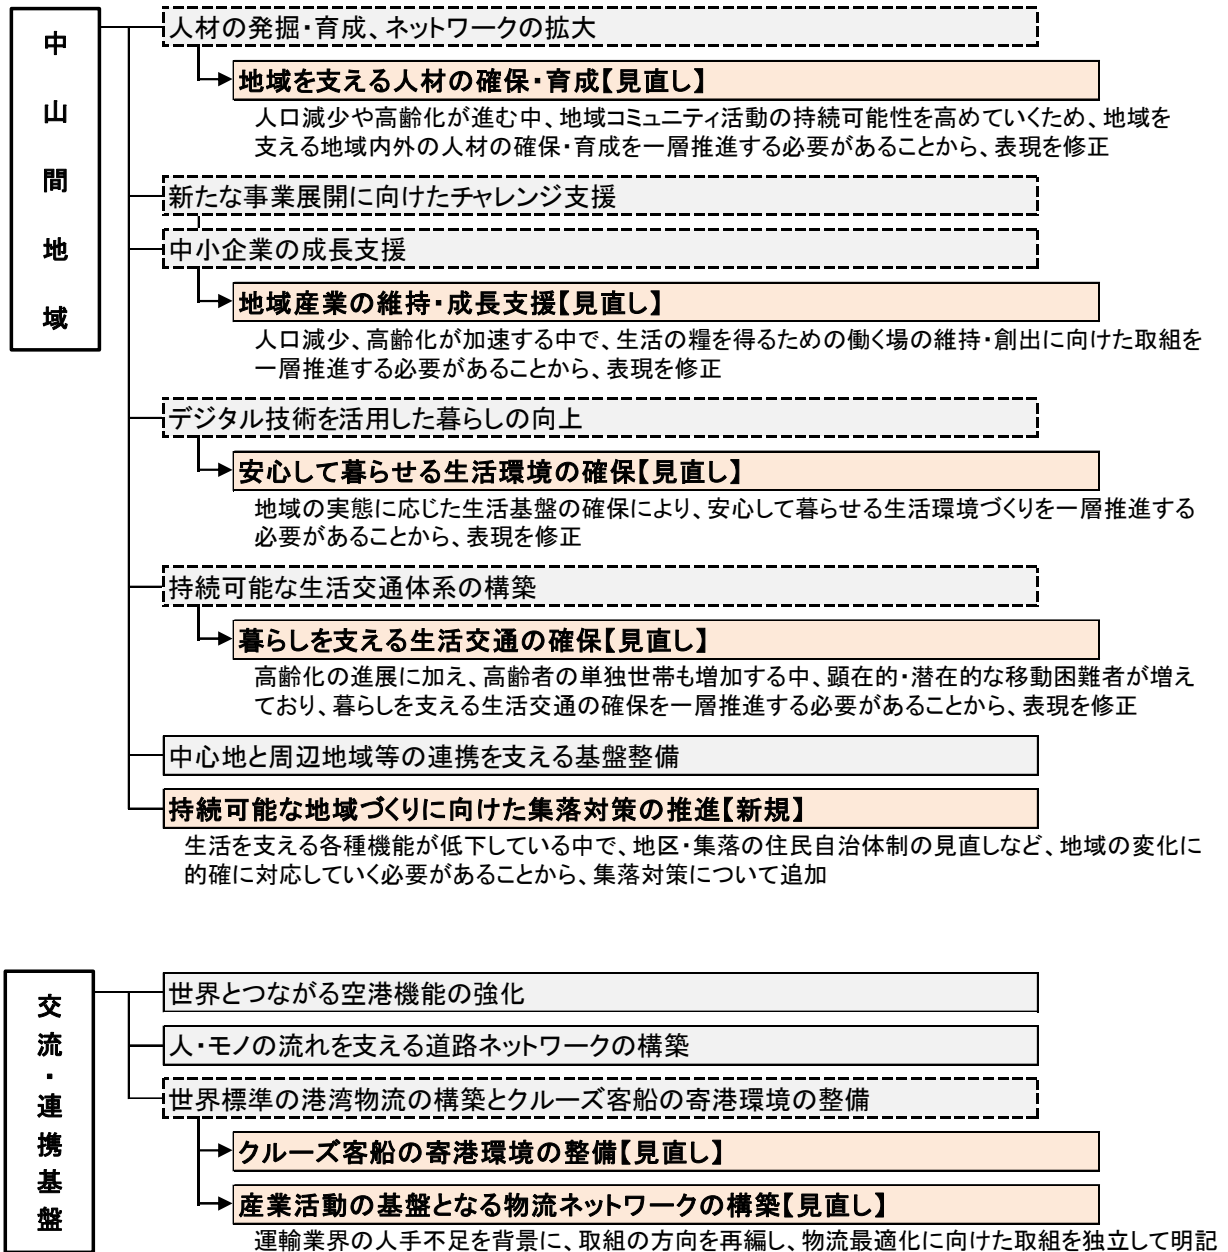 中山間地域
人材の発掘・育成、ネットワークの拡大
地域を支える人材の確保・育成【見直し】
人口減少や高齢化が進む中、地域コミュニティ活動の持続可能性を高めていくため、地域を
支える地域内外の人材の確保・育成を一層推進する必要があることから、表現を修正
新たな事業展開に向けたチャレンジ支援
中小企業の成長支援
地域産業の維持・成長支援【見直し】
人口減少、高齢化が加速する中で、生活の糧を得るための働く場の維持・創出に向けた取組を
一層推進する必要があることから、表現を修正
デジタル技術を活用した暮らしの向上
安心して暮らせる生活環境の確保【見直し】
地域の実態に応じた生活基盤の確保により、安心して暮らせる生活環境づくりを一層推進する
必要があることから、表現を修正
持続可能な生活交通体系の構築
暮らしを支える生活交通の確保【見直し】
高齢化の進展に加え、高齢者の単独世帯も増加する中、顕在的・潜在的な移動困難者が増え
ており、暮らしを支える生活交通の確保を一層推進する必要があることから、表現を修正
中心地と周辺地域等の連携を支える基盤整備
持続可能な地域づくりに向けた集落対策の推進【新規】
生活を支える各種機能が低下している中で、地区・集落の住民自治体制の見直しなど、地域の変化に
的確に対応していく必要があることから、集落対策について追加
交流・連携基盤
世界とつながる空港機能の強化
人・モノの流れを支える道路ネットワークの構築
世界標準の港湾物流の構築とクルーズ客船の寄港環境の整備
クルーズ客船の寄港環境の整備【見直し】
産業活動の基盤となる物流ネットワークの構築【見直し】
運輸業界の人手不足を背景に、取組の方向を再編し、物流最適化に向けた取組を独立して明記